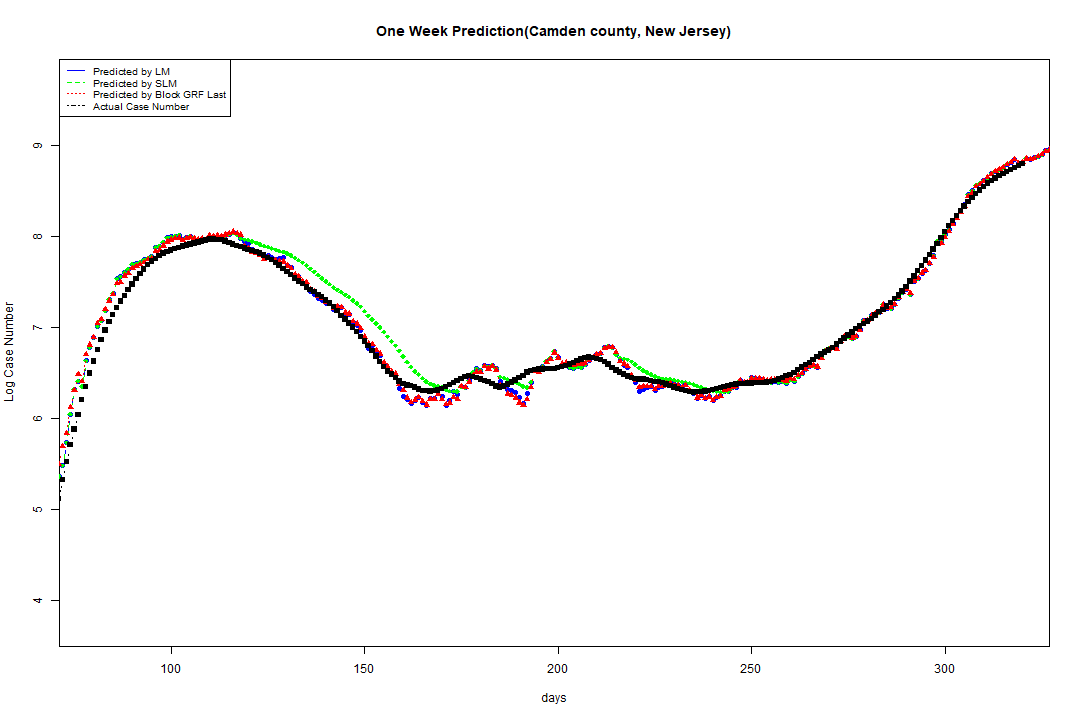 One Week Prediction(Camden county, New Jersey)
Predicted by LM
Predicted by SLM
Predicted by Block GRF Last
Actual Case Number
9
8
7
6
5
4
Log Case Number
100 150 200 250 300
days